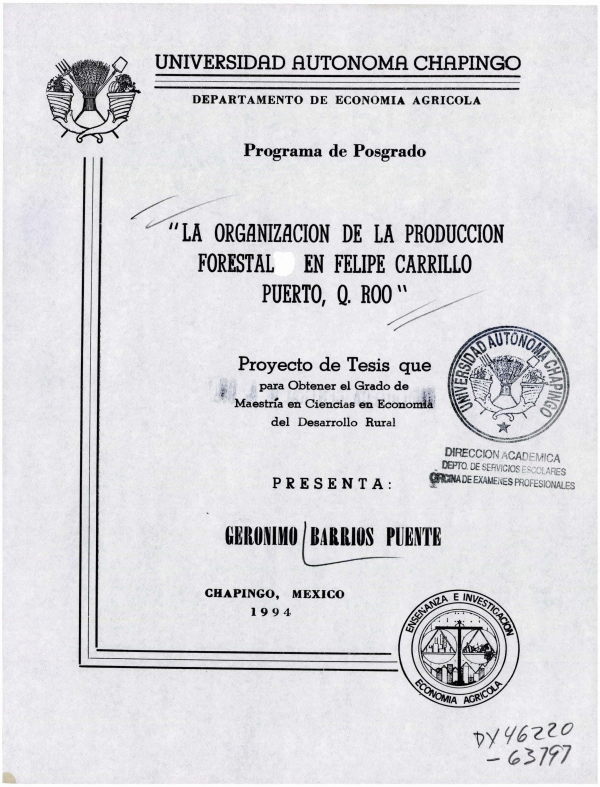 UNIVERSIDAD AUTONOMA CHAPINGO
DEPARTAMENTO DE ECONOMIA AGRICOLA
Programa de Posgrado
"LA ORGANIZACION DE LA PRODUCCION
FORESTAL EN FELIPE CARRILLO
PUERTO, Q. ROO"
Proyecto de Tesis que
para Obtener el Grado de
Maestría en Ciencias en Economía
del Desarrollo Rural
UNIVERSIDAD AUTONOMA CHAPINGO
DIRECCION ACADEMICA
DEPTO. DE SERVICIOS ESCOLARES
OFICINA DE EXAMENES PROFESIONALES
PRESENTA:
GERONIMO BARRIOS PUENTE
CHAPINGO, MEXICO
1994
ENSEÑANZA E INVESTIGACION
ECONOMIA AGRICOLA
DY46220
-63797